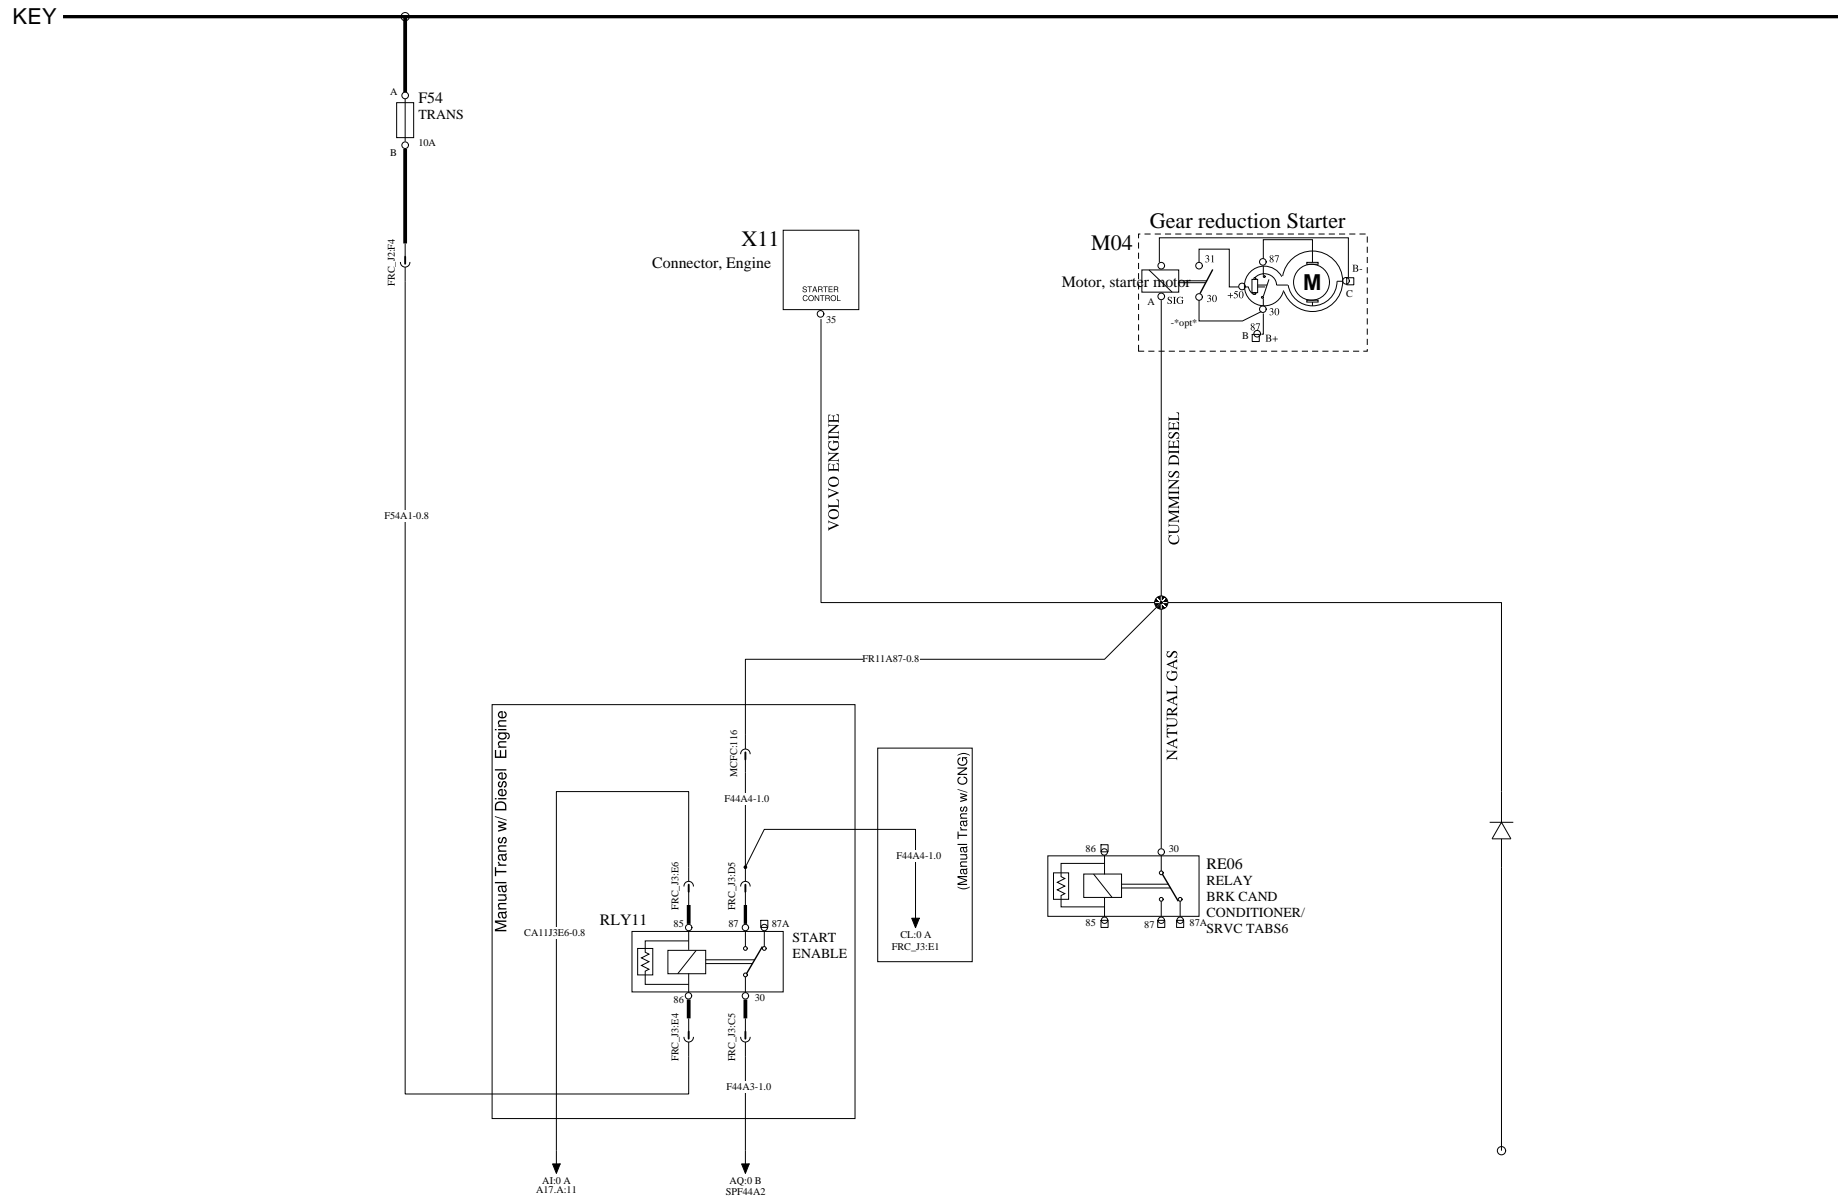 KEY
A
F54
TRANS
10A
B
FRC_J2:F4
F54A1-0.8
X11
Connector, Engine
STARTER
CONTROL
35
VOLVO ENGINE
Gear reduction Starter
M04
Motor, starter motor
A
SIG
31
30
-*opt*
+50
87
30
87
B
B+
M
B-
C
CUMMINS DIESEL
FR11A87-0.8
NATURAL GAS
Manual Trans w/ Diesel Engine
MCFC:116
F44A4-1.0
FRC_J3:E6
FRC_J3:D5
CA11J3E6-0.8
RLY11
85
87
87A
START
ENABLE
86
30
FRC_J3:E4
FRC_J3:C5
F44A3-1.0
AI:0 A
A17.A:11
AQ:0 B
SPF44A2
(Manual Trans w/ CNG)
F44A4-1.0
CL:0 A
FRC_J3:E1
86
30
RE06
RELAY
BRK CAND
CONDITIONER/
SRVC TABS6
85
87
87A